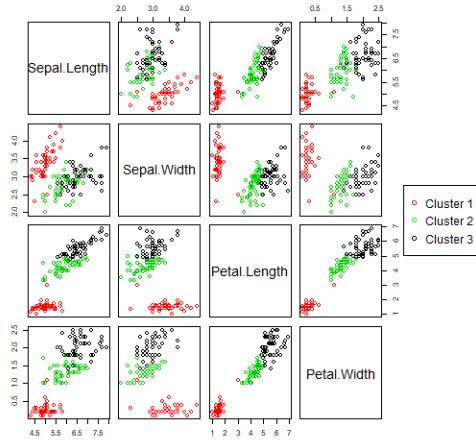 2.0 3.0 4.0
0.5 1.5 2.5
Sepal.Length
4.5 5.5 6.5 7.5
2.0 2.5 3.0 3.5 4.0
Sepal.Width
Cluster 1
Cluster 2
Cluster 3
Petal.Length
1 2 3 4 5 6 7
0.5 1.0 1.5 2.0 2.5
Petal.Width
4.5 5.5 6.5 7.5
1 2 3 4 5 6 7